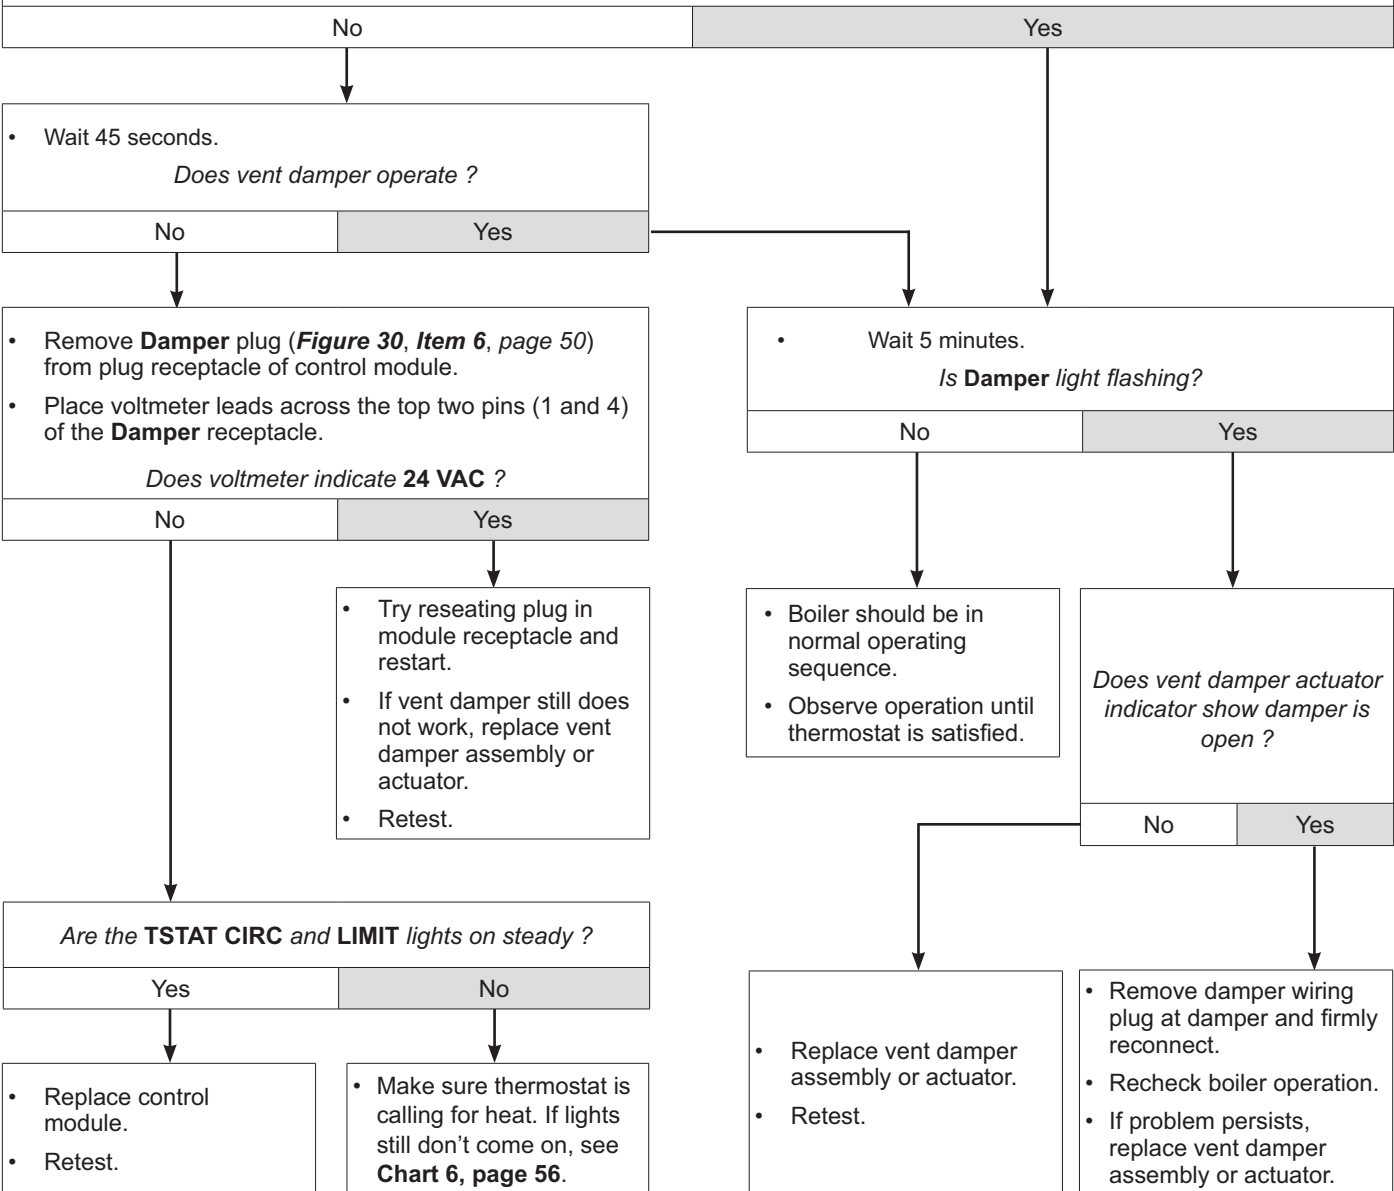 No
Yes
• Wait 45 seconds.
Does vent damper operate ?
No
Yes
• Remove Damper plug (Figure 30, Item 6, page 50)
from plug receptacle of control module.
• Place voltmeter leads across the top two pins (1 and 4)
of the Damper receptacle.
Does voltmeter indicate 24 VAC ?
No
Yes
• Wait 5 minutes.
Is Damper light flashing?
No
Yes
• Try reseating plug in
module receptacle and
restart.
• If vent damper still does
not work, replace vent
damper assembly or
actuator.
• Retest.
• Boiler should be in
normal operating
sequence.
• Observe operation until
thermostat is satisfied.
Does vent damper actuator
indicator show damper is
open ?
No
Yes
Are the TSTAT CIRC and LIMIT lights on steady ?
Yes
No
• Replace control
module.
• Retest.
• Make sure thermostat is
calling for heat. If lights
still don’t come on, see
Chart 6, page 56.
• Replace vent damper
assembly or actuator.
• Retest.
• Remove damper wiring
plug at damper and firmly
reconnect.
• Recheck boiler operation.
• If problem persists,
replace vent damper
assembly or actuator.